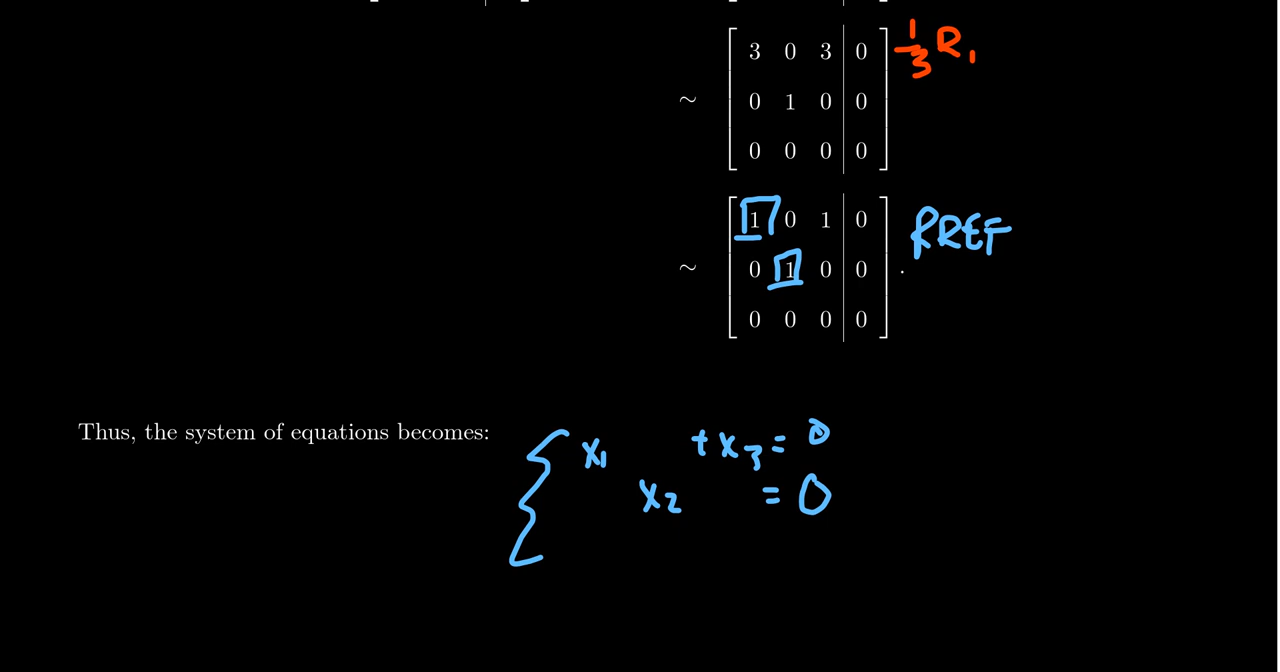 3 0 3 0 1/3 R₁
∼ 0 1 0 0
0 0 0 0
1 0 1 0 RREF
∼ 0 1 0 0 .
0 0 0 0
Thus, the system of equations becomes:
x₁ + x₃ = 0
x₂ = 0